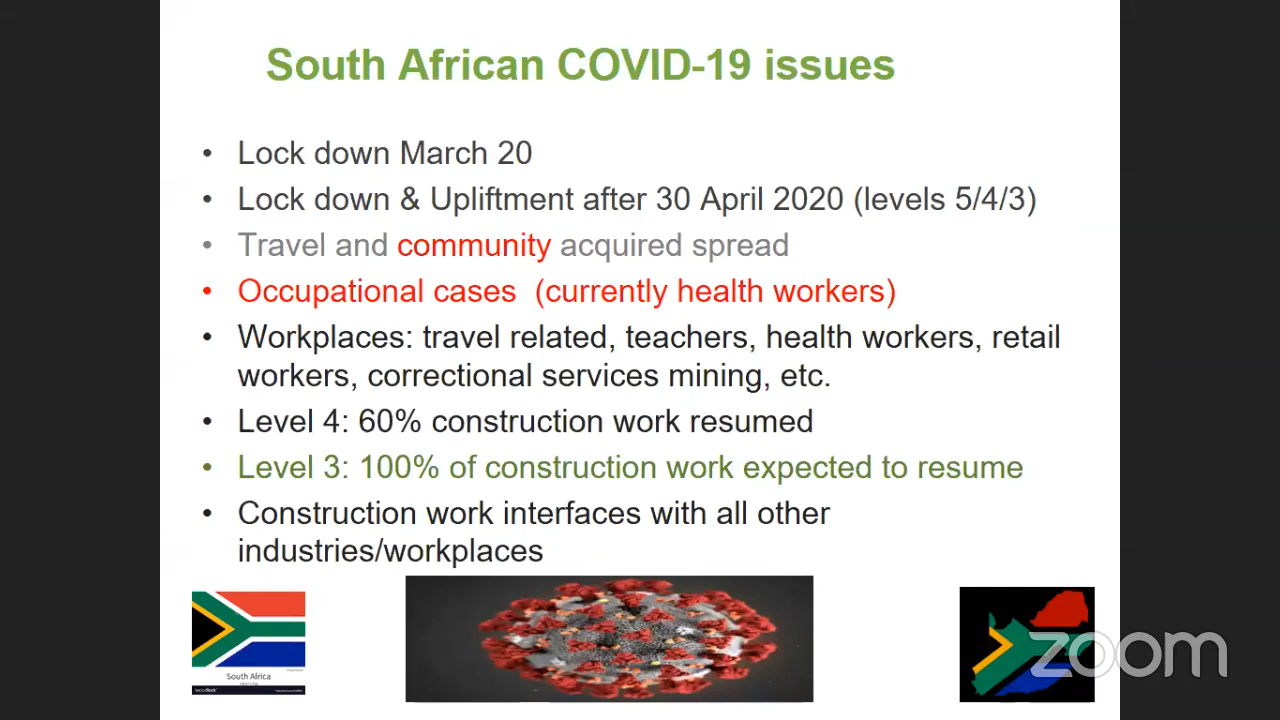 South African COVID-19 issues
• Lock down March 20
• Lock down & Upliftment after 30 April 2020 (levels 5/4/3)
• Travel and community acquired spread
• Occupational cases (currently health workers)
• Workplaces: travel related, teachers, health workers, retail
workers, correctional services mining, etc.
• Level 4: 60% construction work resumed
• Level 3: 100% of construction work expected to resume
• Construction work interfaces with all other
industries/workplaces
South Africa
zoom